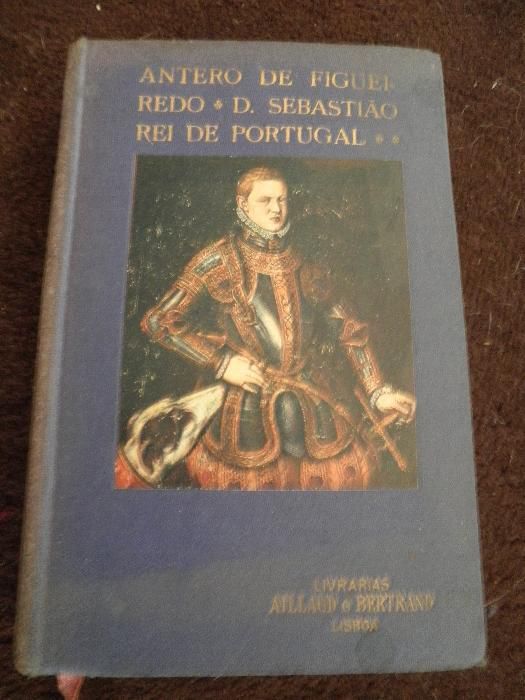 ANTERO DE FIGUEI
REDO * D. SEBASTIÃO
REI DE PORTUGAL * *
LIVRARIAS
AILLAUD e BERTRAND
LISBOA